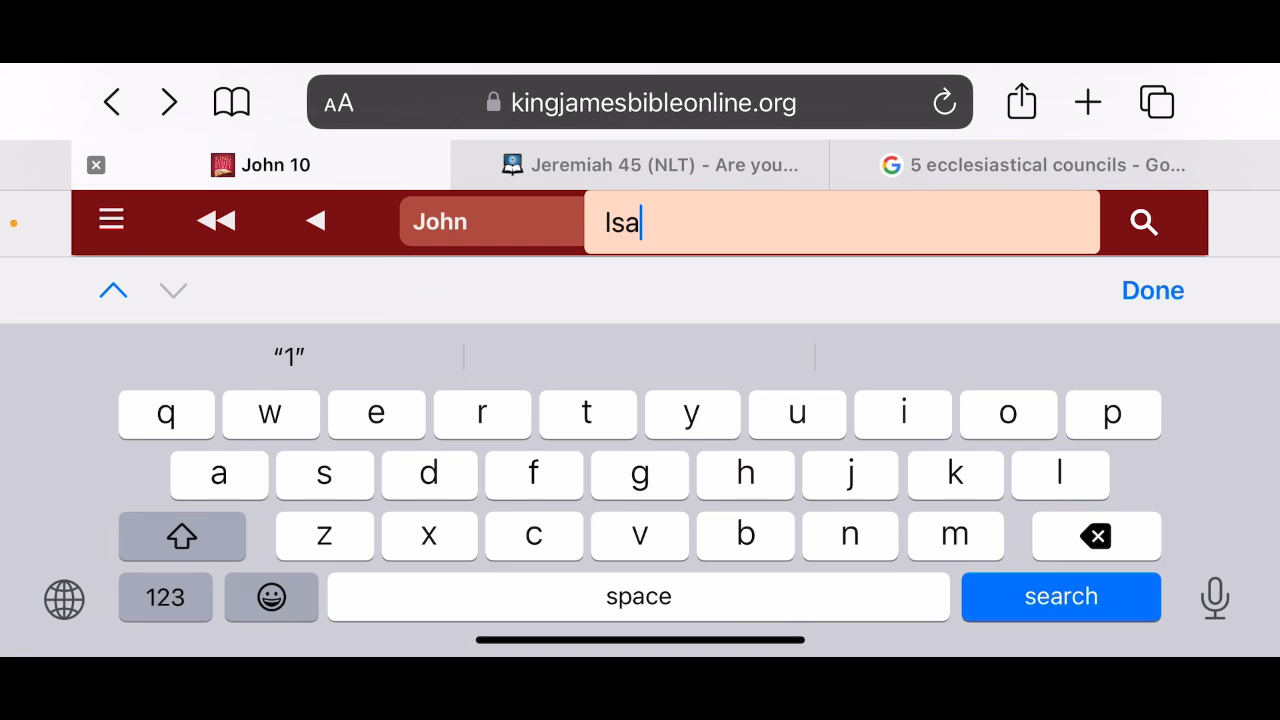 AA kingjamesbibleonline.org
John 10 Jeremiah 45 (NLT) - Are you... 5 ecclesiastical councils - Go...
John Isa
Done
“1”
q w e r t y u i o p
a s d f g h j k l
z x c v b n m
123 space search